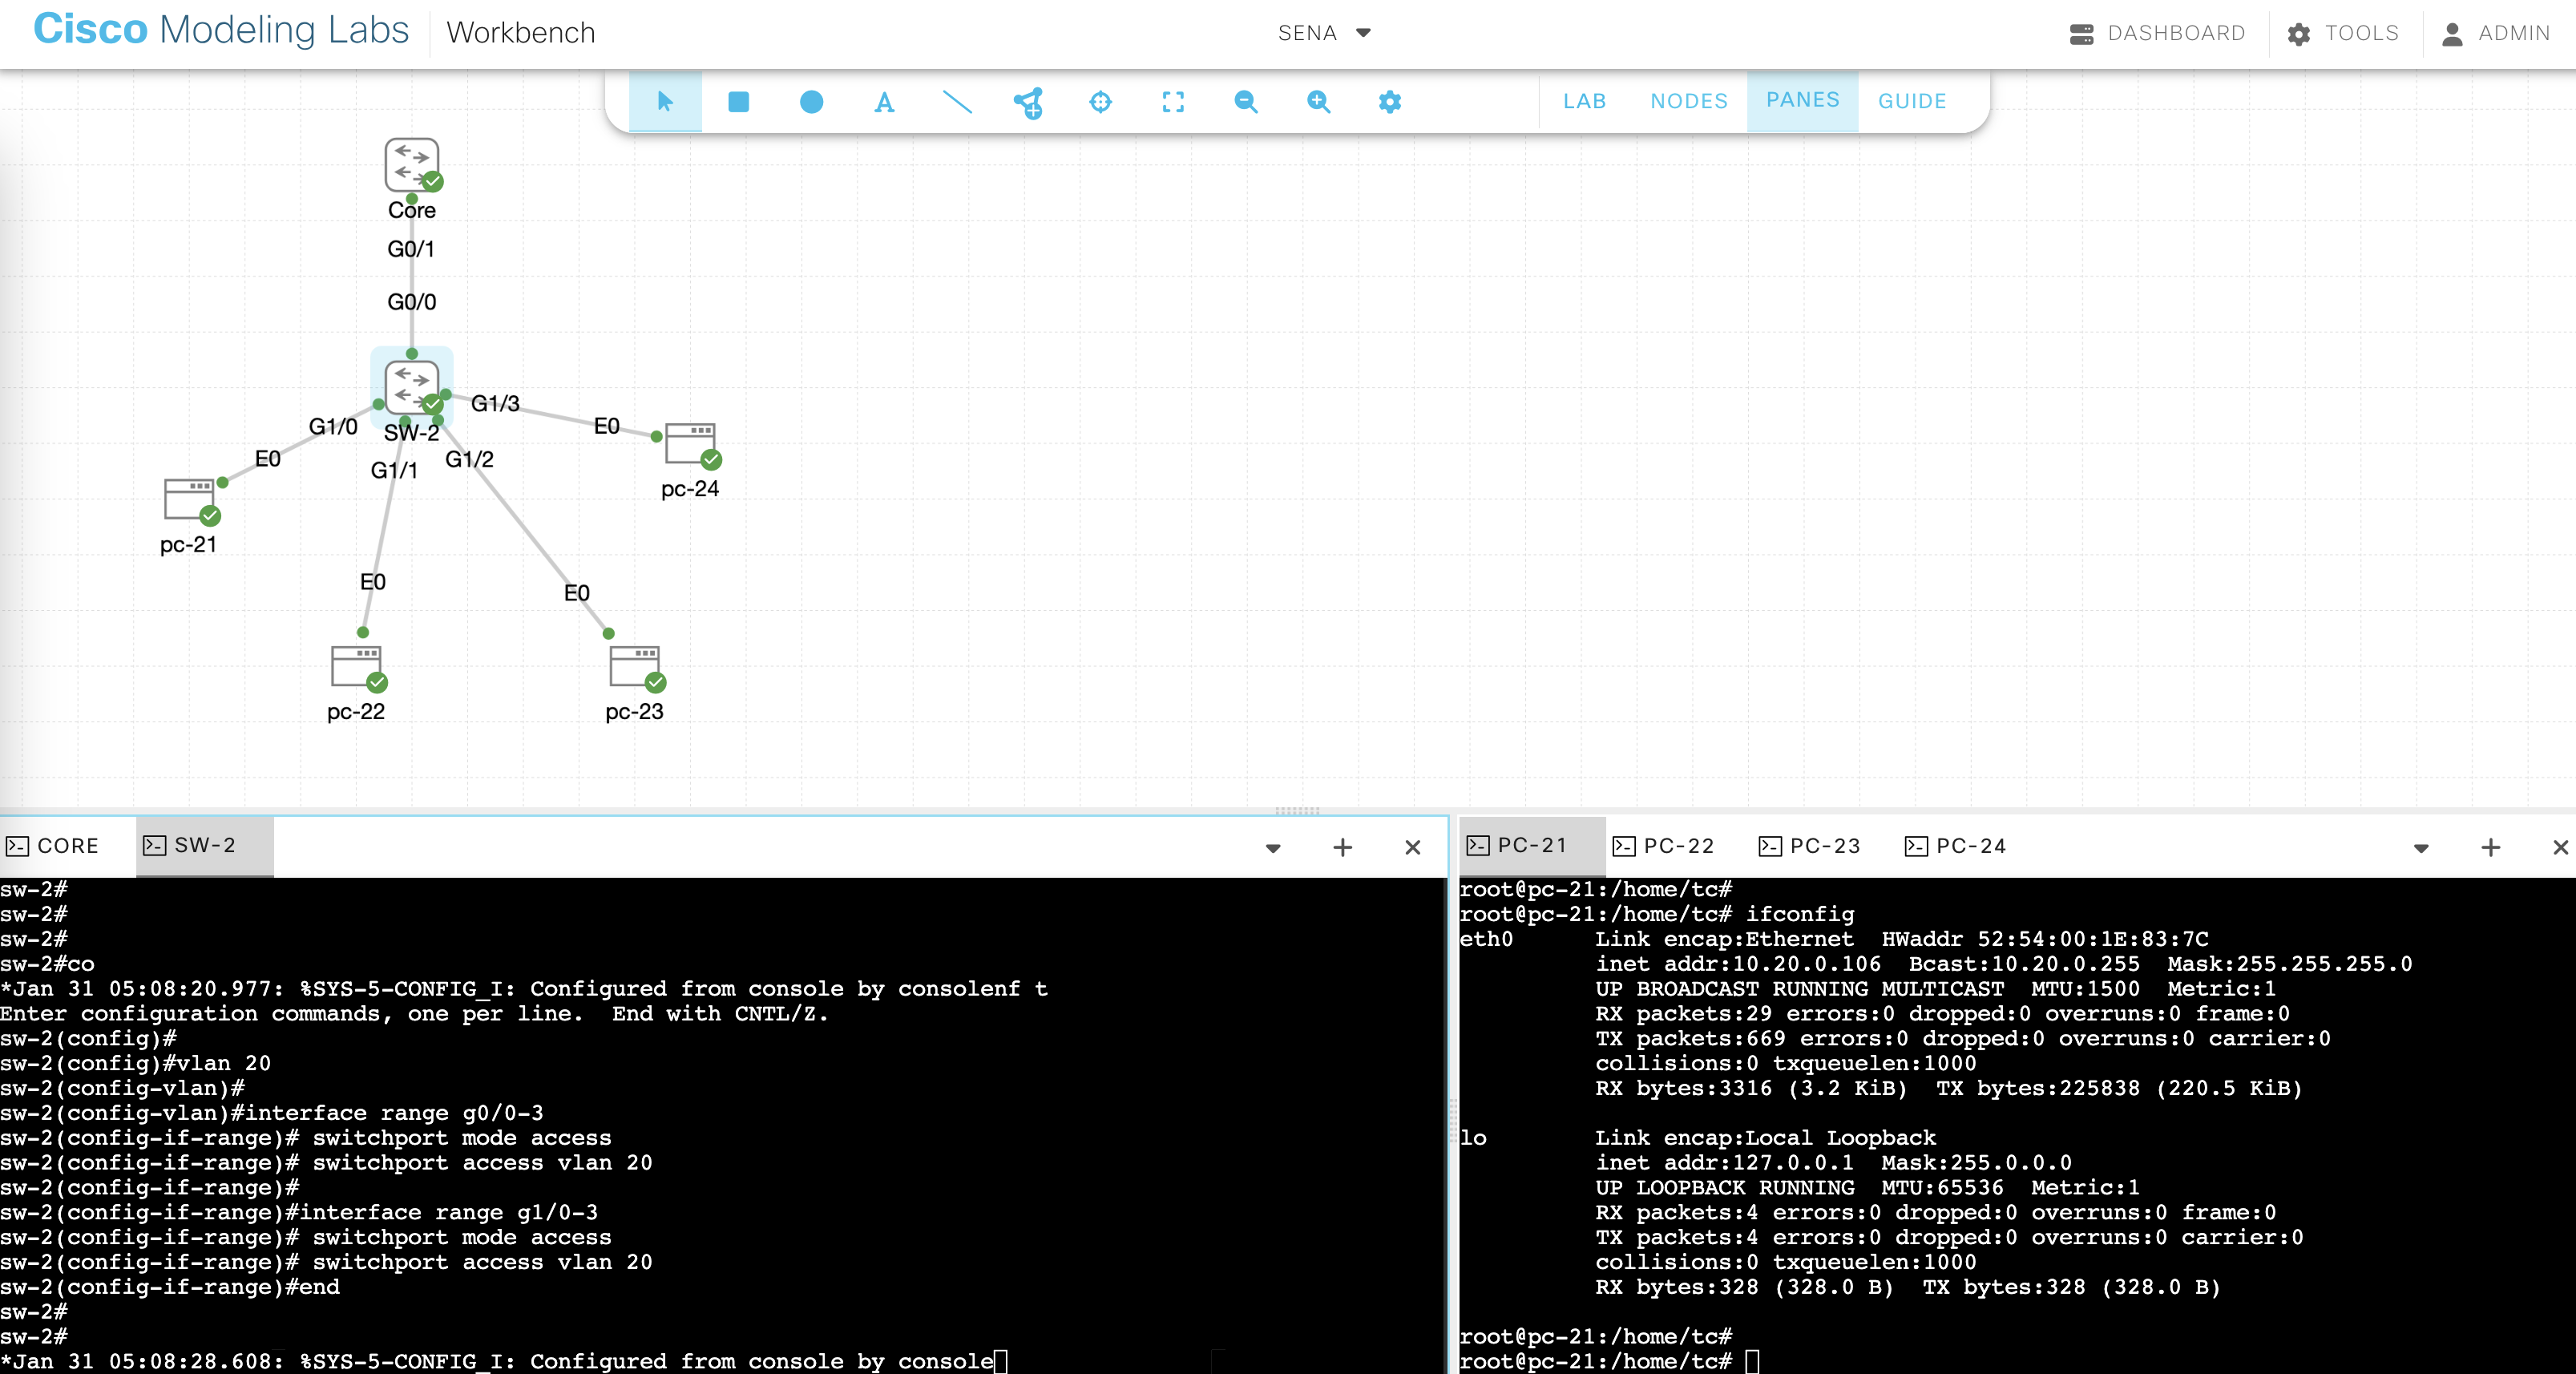 Cisco Modeling Labs Workbench SENA DASHBOARD TOOLS ADMIN
A LAB NODES PANES GUIDE
Core
G0/1
G0/0
G1/3
E0
G1/0
SW-2
E0
G1/1
G1/2
pc-24
pc-21
E0
E0
pc-22
pc-23
CORE SW-2
sw-2#
sw-2#
sw-2#
sw-2#co
*Jan 31 05:08:20.977: %SYS-5-CONFIG_I: Configured from console by consolenf t
Enter configuration commands, one per line.  End with CNTL/Z.
sw-2(config)#
sw-2(config)#vlan 20
sw-2(config-vlan)#
sw-2(config-vlan)#interface range g0/0-3
sw-2(config-if-range)# switchport mode access
sw-2(config-if-range)# switchport access vlan 20
sw-2(config-if-range)#
sw-2(config-if-range)#interface range g1/0-3
sw-2(config-if-range)# switchport mode access
sw-2(config-if-range)# switchport access vlan 20
sw-2(config-if-range)#end
sw-2#
sw-2#
*Jan 31 05:08:28.608: %SYS-5-CONFIG_I: Configured from console by console
PC-21 PC-22 PC-23 PC-24
root@pc-21:/home/tc#
root@pc-21:/home/tc# ifconfig
eth0      Link encap:Ethernet  HWaddr 52:54:00:1E:83:7C
          inet addr:10.20.0.106  Bcast:10.20.0.255  Mask:255.255.255.0
          UP BROADCAST RUNNING MULTICAST  MTU:1500  Metric:1
          RX packets:29 errors:0 dropped:0 overruns:0 frame:0
          TX packets:669 errors:0 dropped:0 overruns:0 carrier:0
          collisions:0 txqueuelen:1000
          RX bytes:3316 (3.2 KiB)  TX bytes:225838 (220.5 KiB)
lo        Link encap:Local Loopback
          inet addr:127.0.0.1  Mask:255.0.0.0
          UP LOOPBACK RUNNING  MTU:65536  Metric:1
          RX packets:4 errors:0 dropped:0 overruns:0 frame:0
          TX packets:4 errors:0 dropped:0 overruns:0 carrier:0
          collisions:0 txqueuelen:1000
          RX bytes:328 (328.0 B)  TX bytes:328 (328.0 B)
root@pc-21:/home/tc#
root@pc-21:/home/tc#